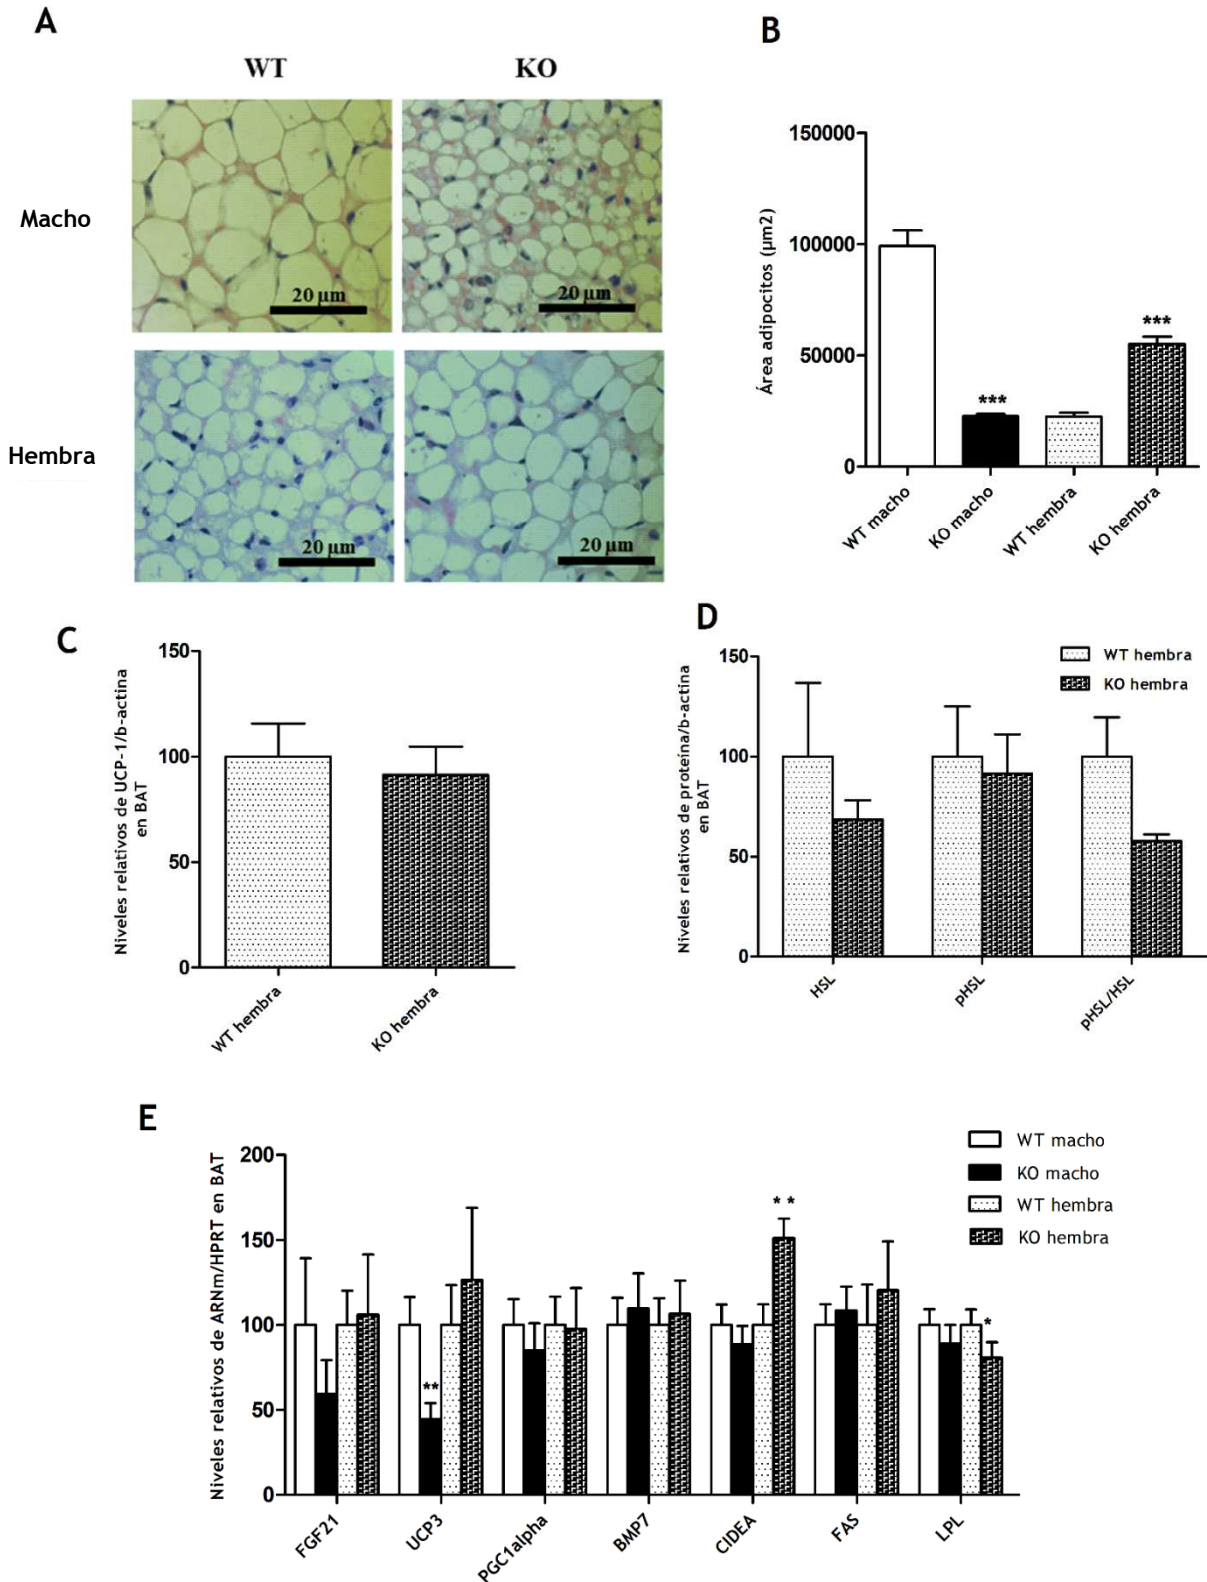 A
WT
KO
Macho
20 µm
20 µm
Hembra
20 µm
20 µm
B
Área adipocitos (µm2)
150000
100000
50000
0
***
***
WT macho
KO macho
WT hembra
KO hembra
C
Niveles relativos de UCP-1/b-actina
en BAT
150
100
50
0
WT hembra
KO hembra
D
Niveles relativos de proteína/b-actina
en BAT
150
100
50
0
WT hembra
KO hembra
HSL
pHSL
pHSL/HSL
E
Niveles relativos de ARNm/HPRT en BAT
200
150
100
50
0
**
* *
*
WT macho
KO macho
WT hembra
KO hembra
FGF21
UCP3
PGC1alpha
BMP7
CIDEA
FAS
LPL